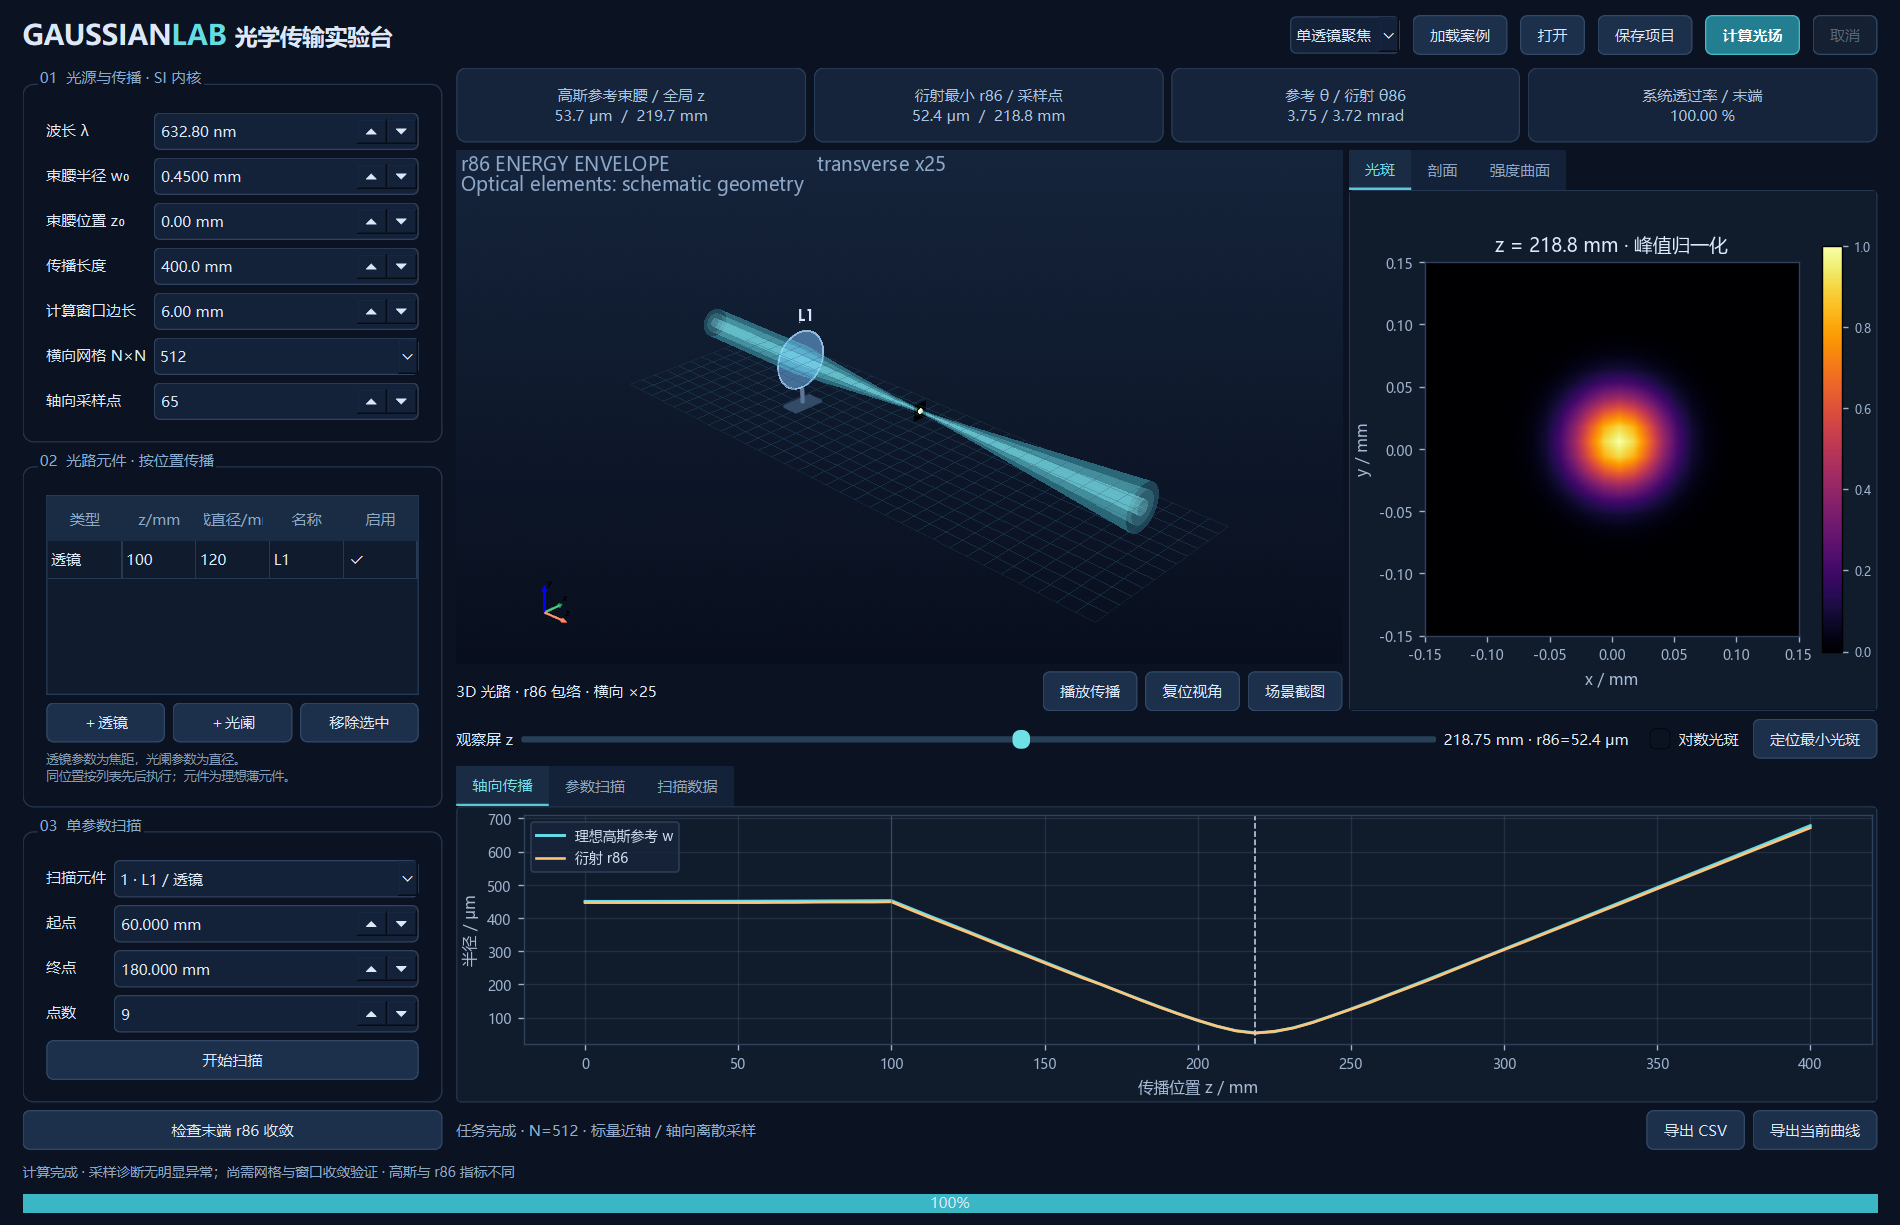 GAUSSIANLAB 光学传输实验台
单透镜聚焦
加载案例
打开
保存项目
计算光场
取消
01 光源与传播 · SI 内核
波长 λ
632.80 nm
束腰半径 w₀
0.4500 mm
束腰位置 z₀
0.00 mm
传播长度
400.0 mm
计算窗口边长
6.00 mm
横向网格 N×N
512
轴向采样点
65
02 光路元件 · 按位置传播
类型 z/mm 名称 启用
透镜 100 120 L1 ✓
+ 透镜
+ 光阑
移除选中
透镜参数为焦距，光阑参数为直径。
同位置按列表先后执行；元件为理想薄元件。
03 单参数扫描
扫描元件
1 · L1 / 透镜
起点
60.000 mm
终点
180.000 mm
点数
9
开始扫描
检查末端 r86 收敛
高斯参考束腰 / 全局 z
53.7 μm / 219.7 mm
衍射最小 r86 / 采样点
52.4 μm / 218.8 mm
参考 θ / 衍射 θ86
3.75 / 3.72 mrad
系统透过率 / 末端
100.00 %
r86 ENERGY ENVELOPE transverse x25
Optical elements: schematic geometry
L1
3D 光路 · r86 包络 · 横向 ×25
播放传播
复位视角
场景截图
光斑
剖面
强度曲面
z = 218.8 mm · 峰值归一化
0.15
0.10
0.05
0.00
-0.05
-0.10
-0.15
y / mm
-0.15 -0.10 -0.05 0.00 0.05 0.10 0.15
x / mm
1.0
0.8
0.6
0.4
0.2
0.0
观察屏 z
218.75 mm · r86=52.4 μm
对数光斑
定位最小光斑
轴向传播
参数扫描
扫描数据
理想高斯参考 w
衍射 r86
700
600
500
400
300
200
100
半径 / μm
0 50 100 150 200 250 300 350 400
传播位置 z / mm
任务完成 · N=512 · 标量近轴 / 轴向离散采样
导出 CSV
导出当前曲线
计算完成 · 采样诊断无明显异常；尚需网格与窗口收敛验证 · 高斯与 r86 指标不同
100%